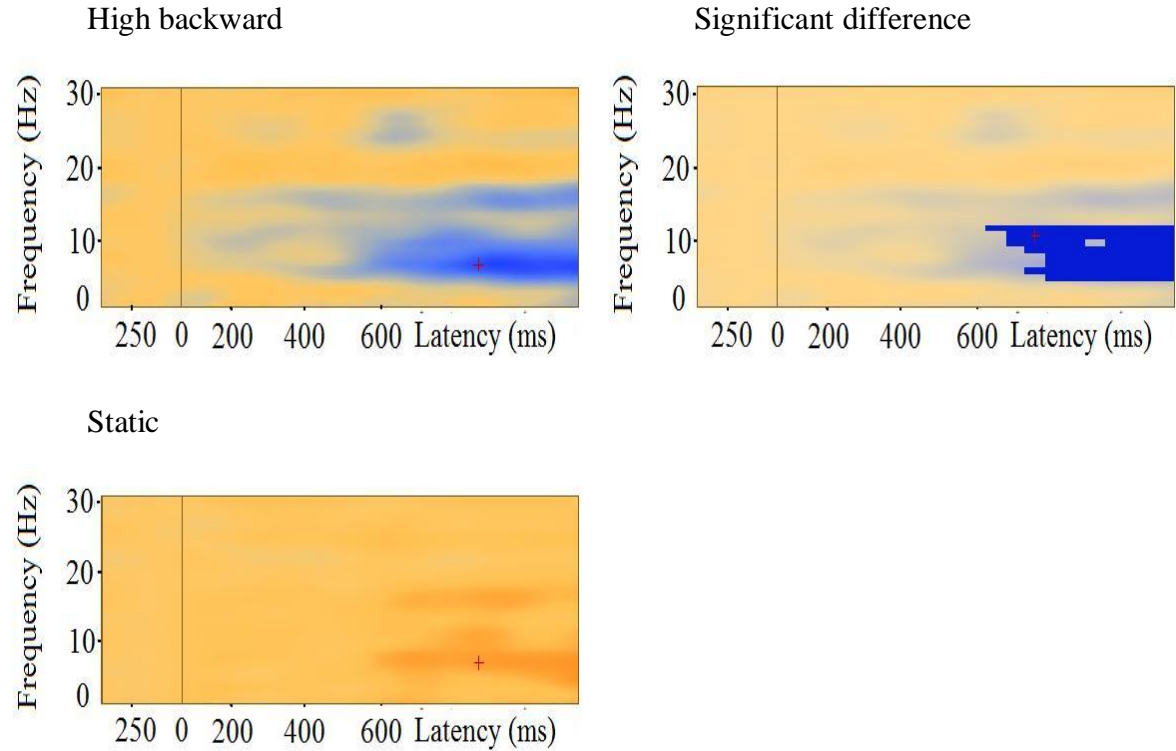 High backward
Significant difference
Frequency (Hz)
30
20
10
0
250 0 200 400 600 Latency (ms)
Frequency (Hz)
30
20
10
0
250 0 200 400 600 Latency (ms)
Static
Frequency (Hz)
30
20
10
0
250 0 200 400 600 Latency (ms)